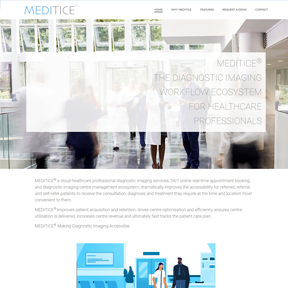 MEDITICE
HOME WHY MEDITICE FEATURES REQUEST A DEMO CONTACT
MEDITICE®
THE DIAGNOSTIC IMAGING
WORKFLOW ECOSYSTEM
FOR HEALTHCARE
PROFESSIONALS
MEDITICE® a cloud healthcare professional diagnostic imaging services, 24/7 online real-time appointment booking
and diagnostic imaging centre management ecosystem, dramatically improves the accessibility for referred, referral
and self-refer patients to receive the consultation, diagnosis and treatment they require at the time and location most
convenient to them.
MEDITICE® improves patient acquisition and retention, drives centre optimisation and efficiency, ensures centre
utilisation is delivered, increases centre revenue and ultimately fast tracks the patient care plan.
MEDITICE® Making Diagnostic Imaging Accessible.